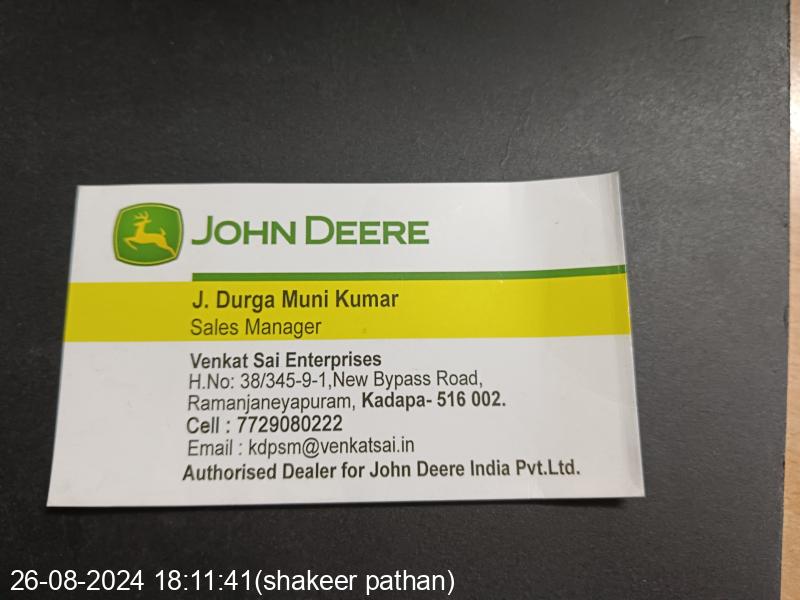 JOHN DEERE
J. Durga Muni Kumar
Sales Manager
Venkat Sai Enterprises
H.No: 38/345-9-1,New Bypass Road,
Ramanjaneyapuram, Kadapa- 516 002.
Cell : 7729080222
Email : kdpsm@venkatsai.in
Authorised Dealer for John Deere India Pvt.Ltd.
26-08-2024 18:11:41(shakeer pathan)